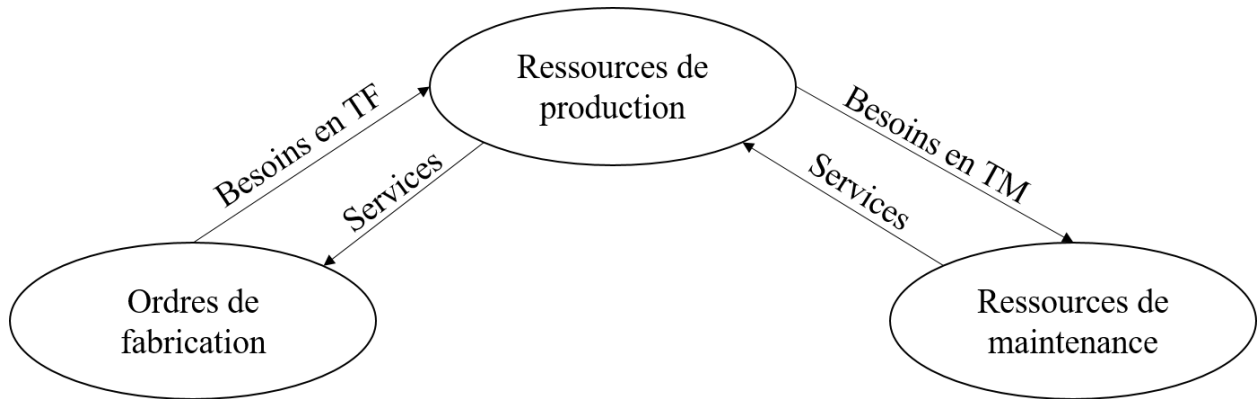 Ressources de
production
Besoins en TF
Services
Besoins en TM
Services
Ordres de
fabrication
Ressources de
maintenance